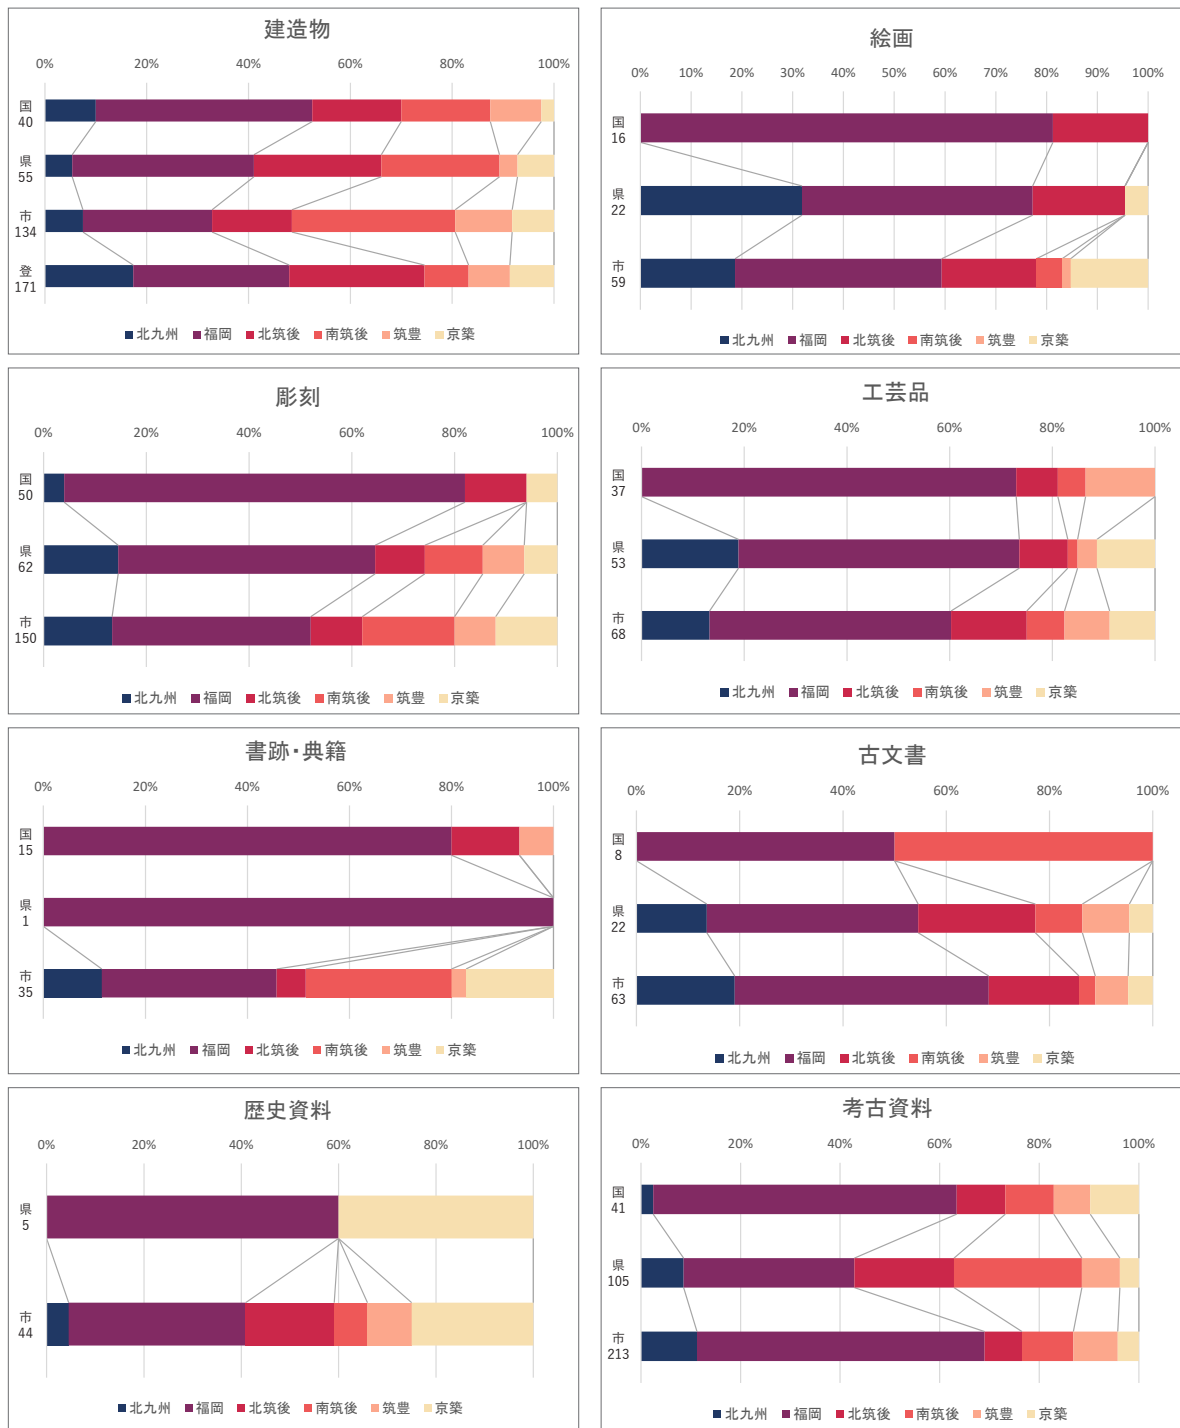 建造物
0% 20% 40% 60% 80% 100%
国
40
県
55
市
134
登
171
北九州 福岡 北筑後 南筑後 筑豊 京築
絵画
0% 10% 20% 30% 40% 50% 60% 70% 80% 90% 100%
国
16
県
22
市
59
北九州 福岡 北筑後 南筑後 筑豊 京築
彫刻
0% 20% 40% 60% 80% 100%
国
50
県
62
市
150
北九州 福岡 北筑後 南筑後 筑豊 京築
工芸品
0% 20% 40% 60% 80% 100%
国
37
県
53
市
68
北九州 福岡 北筑後 南筑後 筑豊 京築
書跡・典籍
0% 20% 40% 60% 80% 100%
国
15
県
1
市
35
北九州 福岡 北筑後 南筑後 筑豊 京築
古文書
0% 20% 40% 60% 80% 100%
国
8
県
22
市
63
北九州 福岡 北筑後 南筑後 筑豊 京築
歴史資料
0% 20% 40% 60% 80% 100%
県
5
市
44
北九州 福岡 北筑後 南筑後 筑豊 京築
考古資料
0% 20% 40% 60% 80% 100%
国
41
県
105
市
213
北九州 福岡 北筑後 南筑後 筑豊 京築